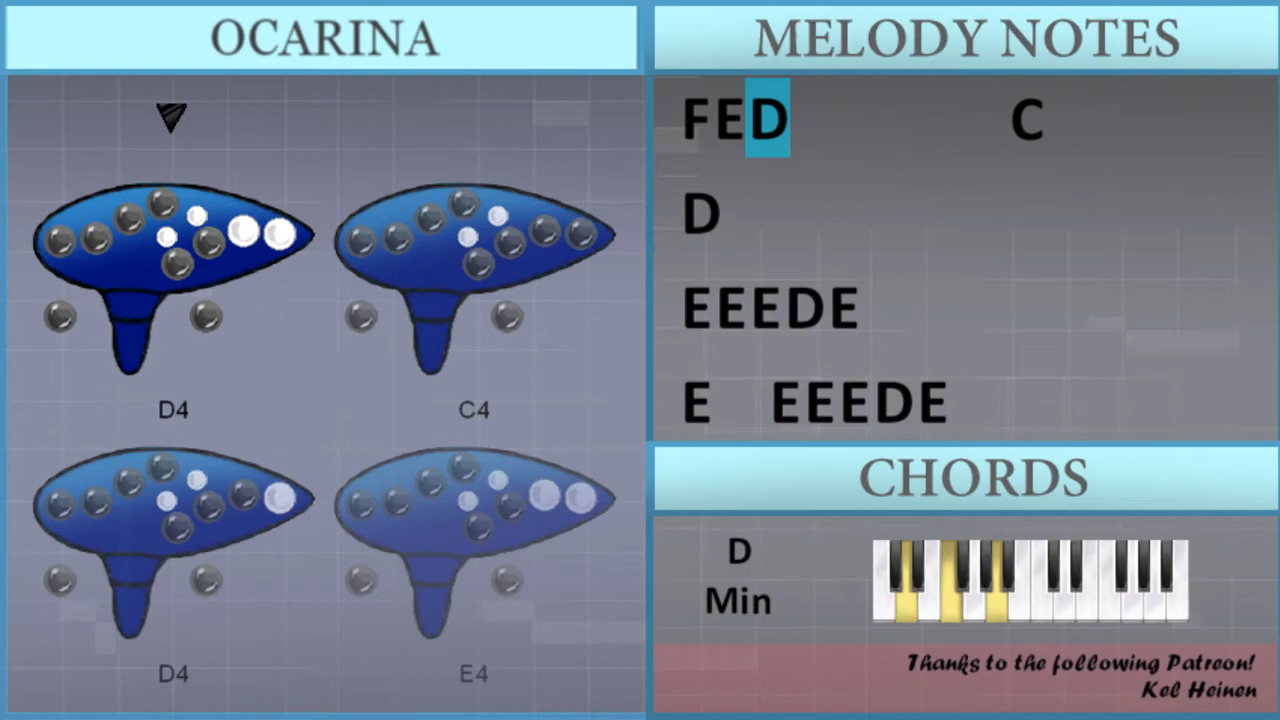 OCARINA
D4
C4
D4
E4
MELODY NOTES
FED C
D
EEEDE
E EEEDE
CHORDS
D
Min
Thanks to the following Patreon!
Kel Heinen